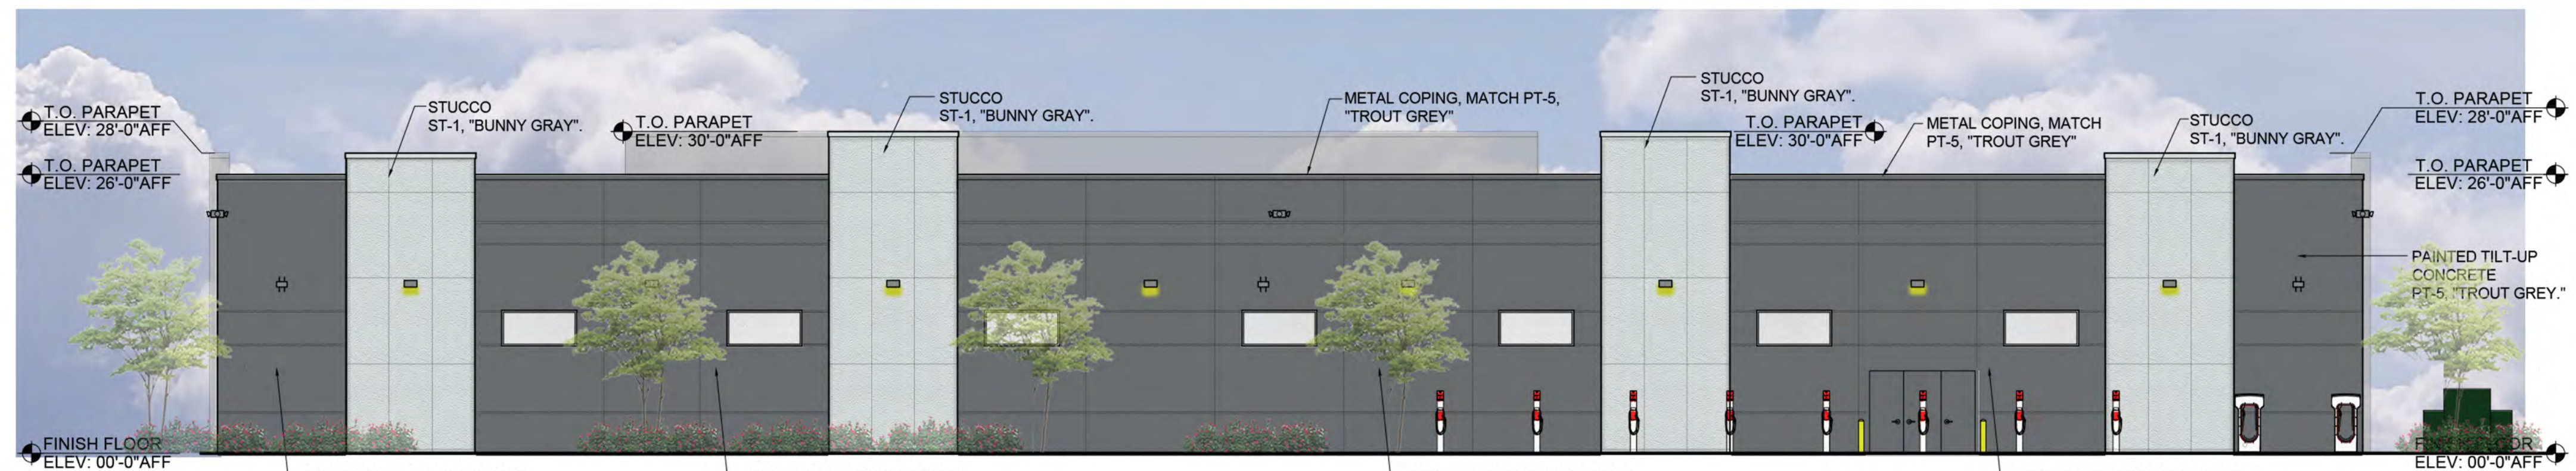 T.O. PARAPET
ELEV: 28'-0"AFF
T.O. PARAPET
ELEV: 26'-0"AFF
FINISH FLOOR
ELEV: 00'-0"AFF
STUCCO
ST-1, "BUNNY GRAY".
T.O. PARAPET
ELEV: 30'-0"AFF
STUCCO
ST-1, "BUNNY GRAY".
METAL COPING, MATCH PT-5,
"TROUT GREY"
STUCCO
ST-1, "BUNNY GRAY".
T.O. PARAPET
ELEV: 30'-0"AFF
METAL COPING, MATCH
PT-5, "TROUT GREY"
STUCCO
ST-1, "BUNNY GRAY".
T.O. PARAPET
ELEV: 28'-0"AFF
T.O. PARAPET
ELEV: 26'-0"AFF
PAINTED TILT-UP
CONCRETE
PT-5, "TROUT GREY."
FINISH FLOOR
ELEV: 00'-0"AFF